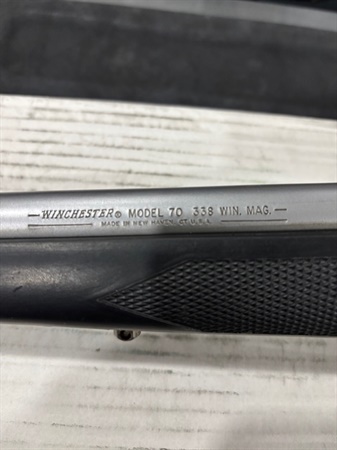 —WINCHESTER® MODEL 70 338 WIN. MAG.—
MADE IN NEW HAVEN, CT. U.S.A.